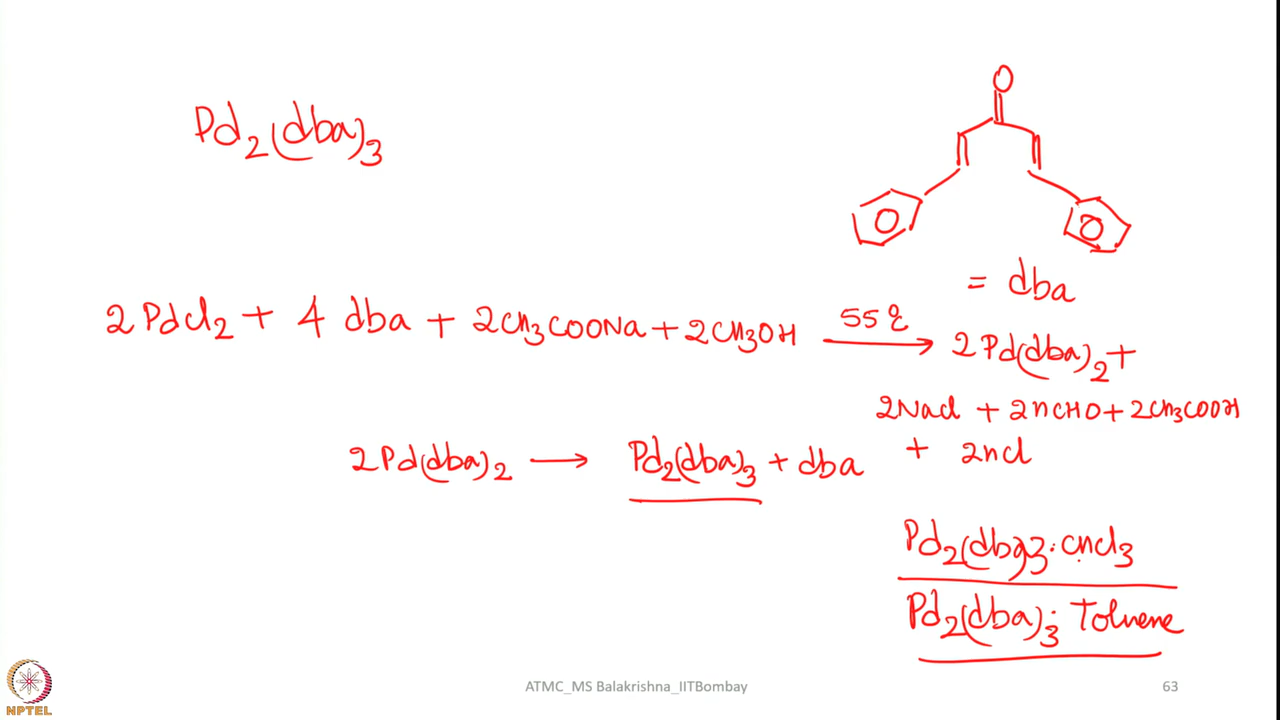 Pd₂(dba)₃
O
= dba
2PdCl₂ + 4 dba + 2CH₃COONa + 2CH₃OH 55℃ → 2Pd(dba)₂ +
2NaCl + 2HCHO + 2CH₃COOH
+ 2HCl
2Pd(dba)₂ → Pd₂(dba)₃ + dba
Pd₂(dba)₃·CHCl₃
Pd₂(dba)₃·Toluene
NPTEL
ATMC_MS Balakrishna_IITBombay
63